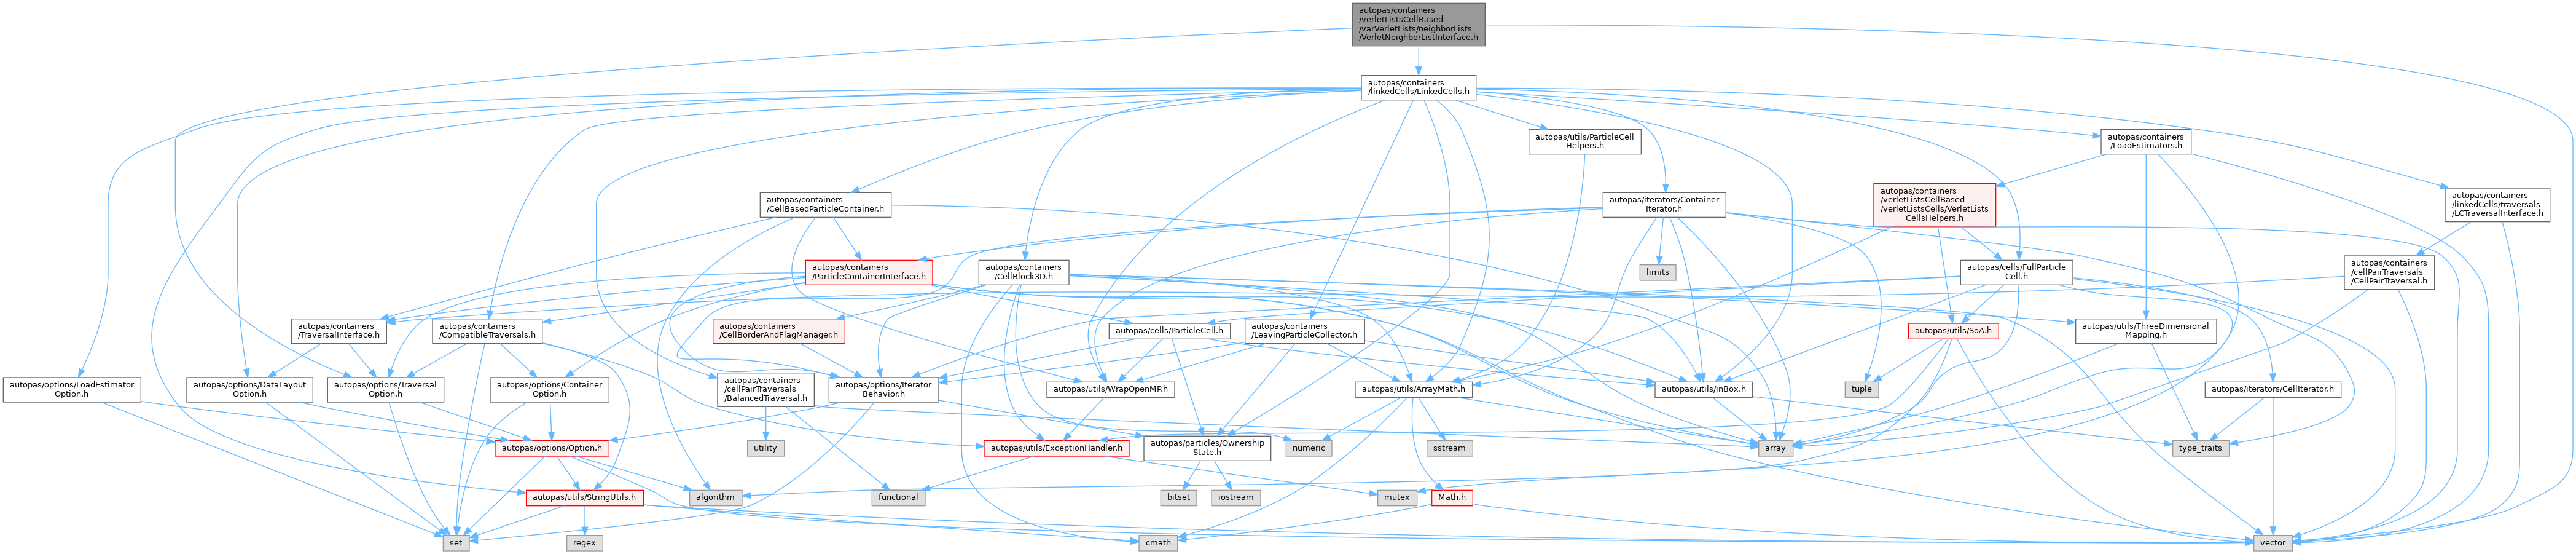 autopas/containers
/verletListsCellBased
/varVerletLists/neighborLists
/VerletNeighborListInterface.h
autopas/containers
/linkedCells/LinkedCells.h
autopas/utils/ParticleCell
Helpers.h
autopas/containers
/LoadEstimators.h
autopas/containers
/CellBasedParticleContainer.h
autopas/iterators/Container
Iterator.h
autopas/containers
/verletListsCellBased
/verletListsCells/VerletLists
CellsHelpers.h
autopas/containers
/linkedCells/traversals
/LCTraversalInterface.h
autopas/containers
/ParticleContainerInterface.h
autopas/containers
/CellBlock3D.h
limits
autopas/cells/FullParticle
Cell.h
autopas/containers
/cellPairTraversals
/CellPairTraversal.h
autopas/containers
/TraversalInterface.h
autopas/containers
/CompatibleTraversals.h
autopas/containers
/CellBorderAndFlagManager.h
autopas/cells/ParticleCell.h
autopas/containers
/LeavingParticleCollector.h
autopas/utils/SoA.h
autopas/utils/ThreeDimensional
Mapping.h
autopas/options/LoadEstimator
Option.h
autopas/options/DataLayout
Option.h
autopas/options/Traversal
Option.h
autopas/options/Container
Option.h
autopas/containers
/cellPairTraversals
/BalancedTraversal.h
autopas/options/Iterator
Behavior.h
autopas/utils/WrapOpenMP.h
autopas/utils/ArrayMath.h
autopas/utils/inBox.h
tuple
autopas/iterators/CellIterator.h
autopas/options/Option.h
utility
autopas/utils/ExceptionHandler.h
autopas/particles/Ownership
State.h
numeric
sstream
array
type_traits
autopas/utils/StringUtils.h
algorithm
functional
bitset
iostream
mutex
Math.h
set
regex
cmath
vector